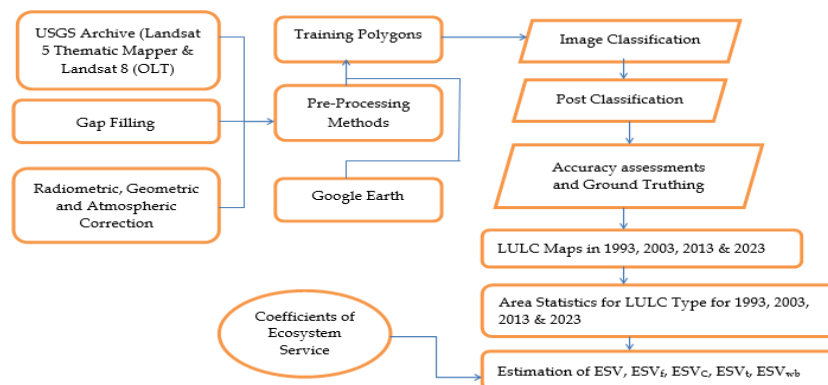 USGS Archive (Landsat
5 Thematic Mapper &
Landsat 8 (OLT)
Gap Filling
Radiometric, Geometric
and Atmospheric
Correction
Training Polygons
Pre-Processing
Methods
Google Earth
Image Classification
Post Classification
Accuracy assessments
and Ground Truthing
LULC Maps in 1993, 2003, 2013 & 2023
Area Statistics for LULC Type for 1993, 2003,
2013 & 2023
Coefficients of
Ecosystem
Service
Estimation of ESV, ESVf, ESVC, ESVt, ESVwb